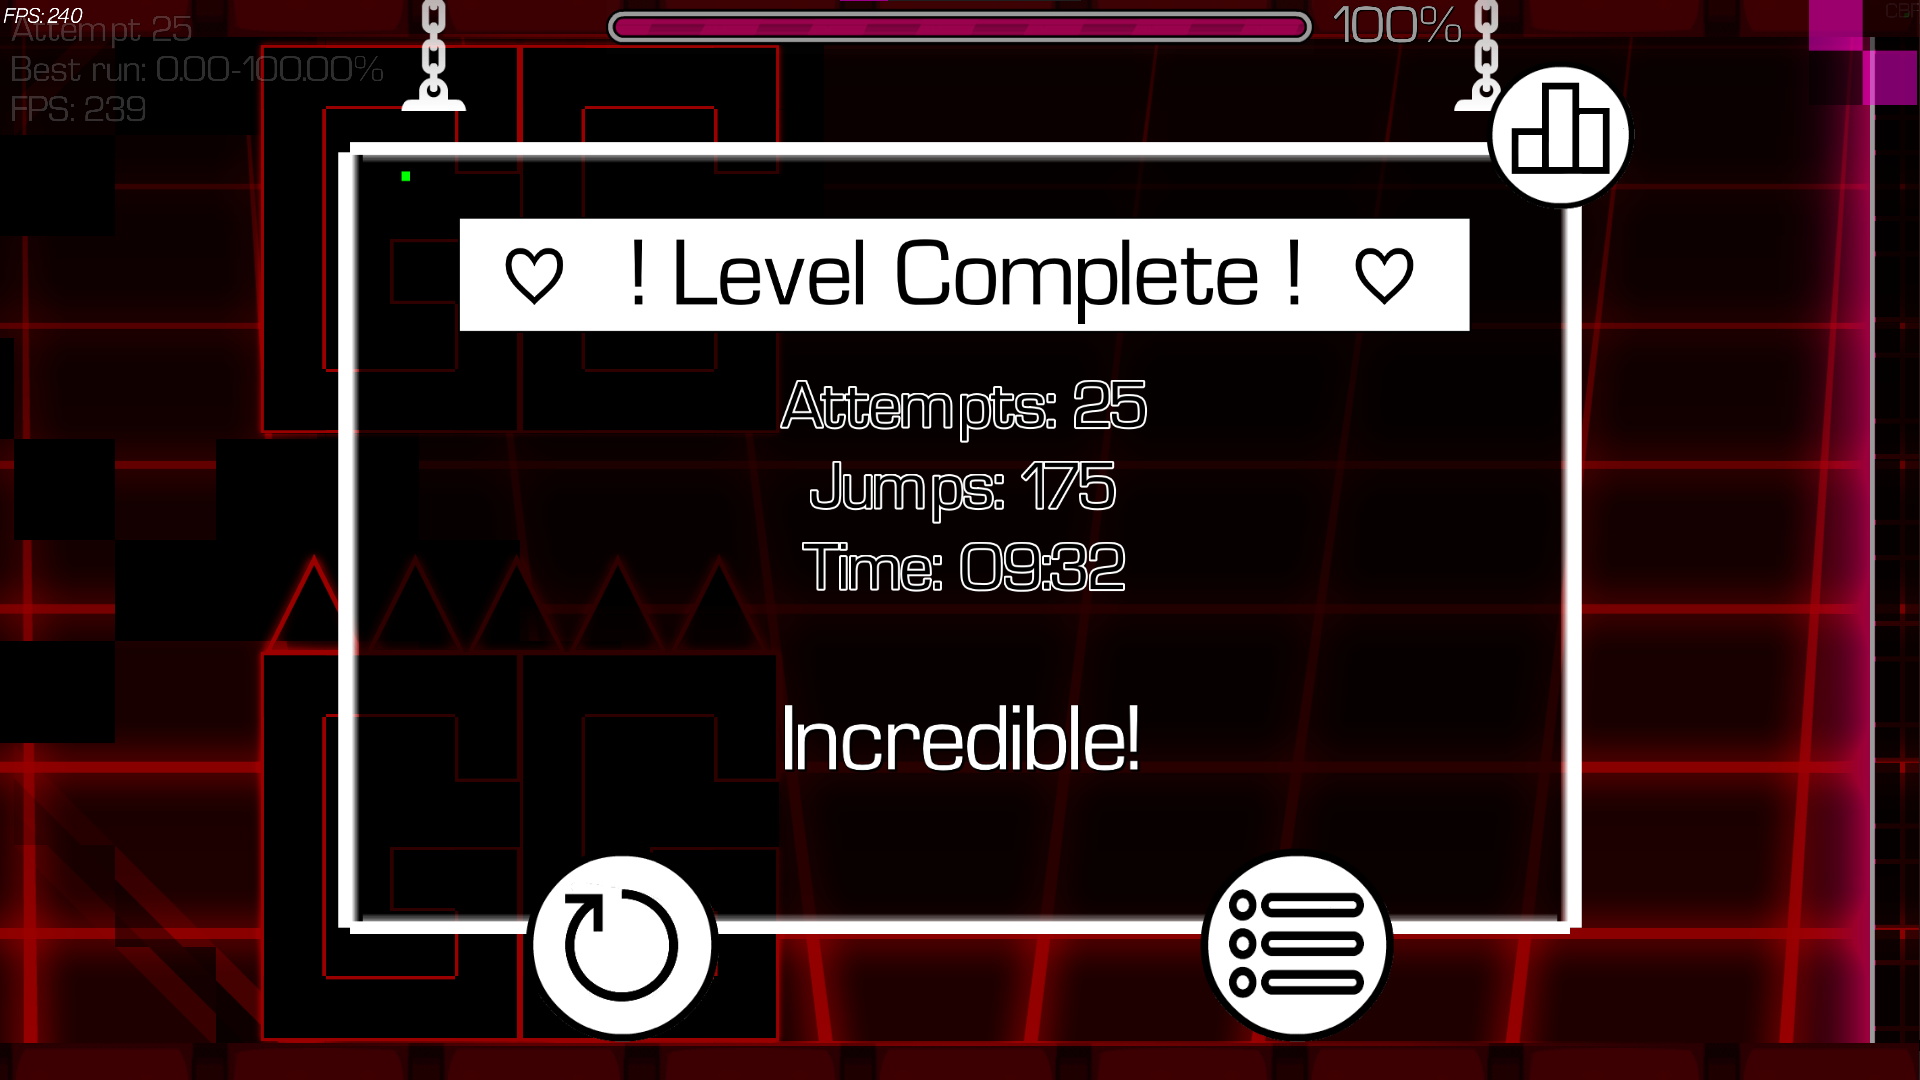 FPS: 240
Attempt 25
Best run: 0.00-100.00%
FPS: 239
100%
! Level Complete !
Attempts: 25
Jumps: 175
Time: 09:32
Incredible!